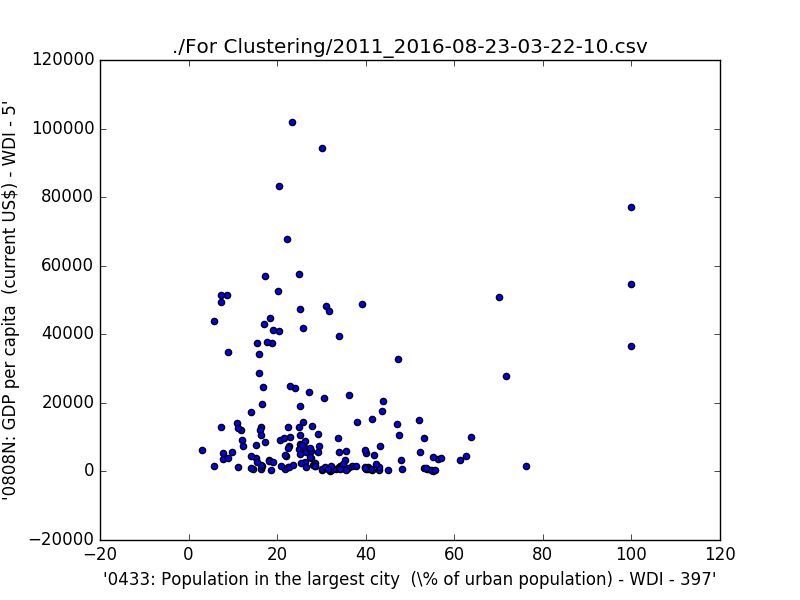 ./For Clustering/2011_2016-08-23-03-22-10.csv
120000
100000
80000
60000
40000
20000
0
−20000
'0808N: GDP per capita (current US$) - WDI - 5'
−20 0 20 40 60 80 100 120
'0433: Population in the largest city (\% of urban population) - WDI - 397'